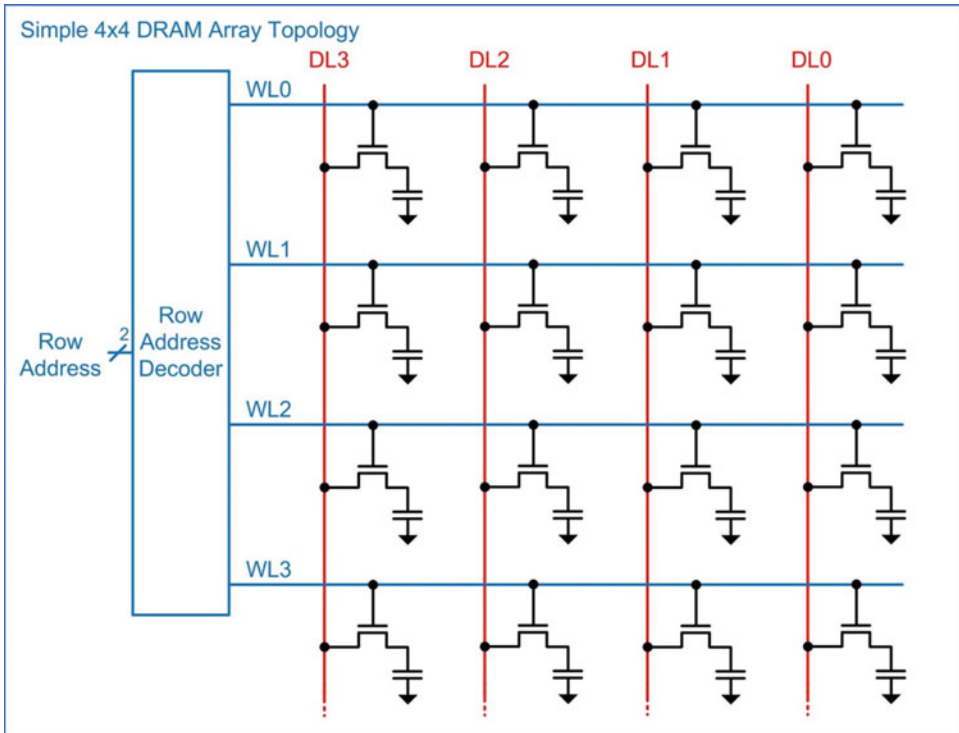 Simple 4x4 DRAM Array Topology
DL3
DL2
DL1
DL0
WL0
WL1
Row
Address
2
Row
Address
Decoder
WL2
WL3